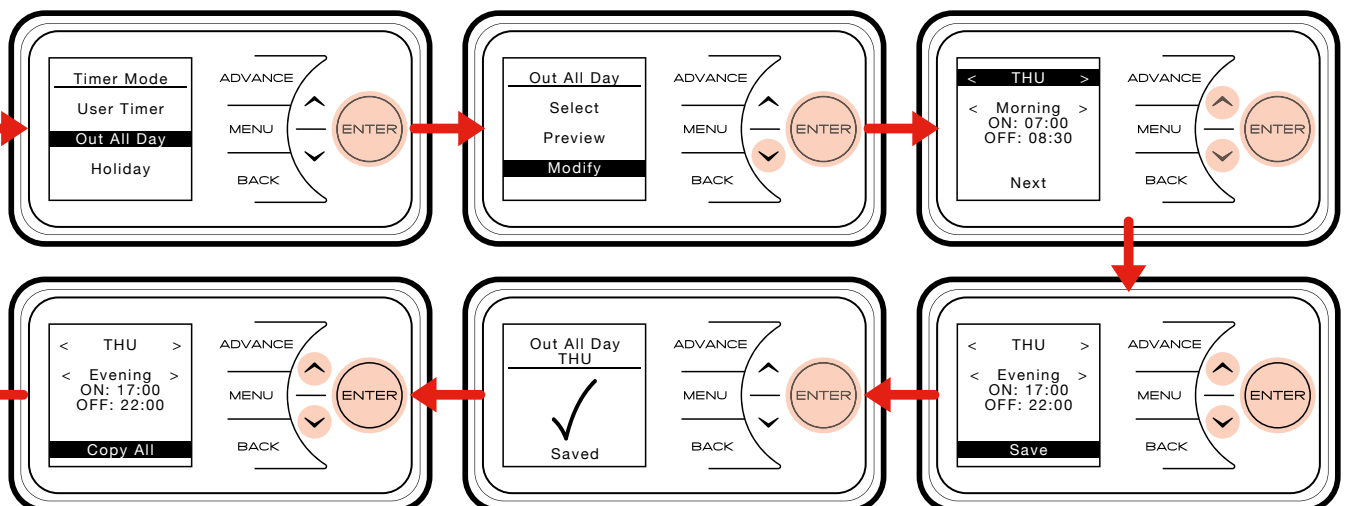 Timer Mode
User Timer
Out All Day
Holiday
ADVANCE
MENU
BACK
ENTER
Out All Day
Select
Preview
Modify
ADVANCE
MENU
BACK
ENTER
< THU >
< Morning >
ON: 07:00
OFF: 08:30
Next
ADVANCE
MENU
BACK
ENTER
< THU >
< Evening >
ON: 17:00
OFF: 22:00
Copy All
ADVANCE
MENU
BACK
ENTER
Out All Day
THU
Saved
ADVANCE
MENU
BACK
ENTER
< THU >
< Evening >
ON: 17:00
OFF: 22:00
Save
ADVANCE
MENU
BACK
ENTER